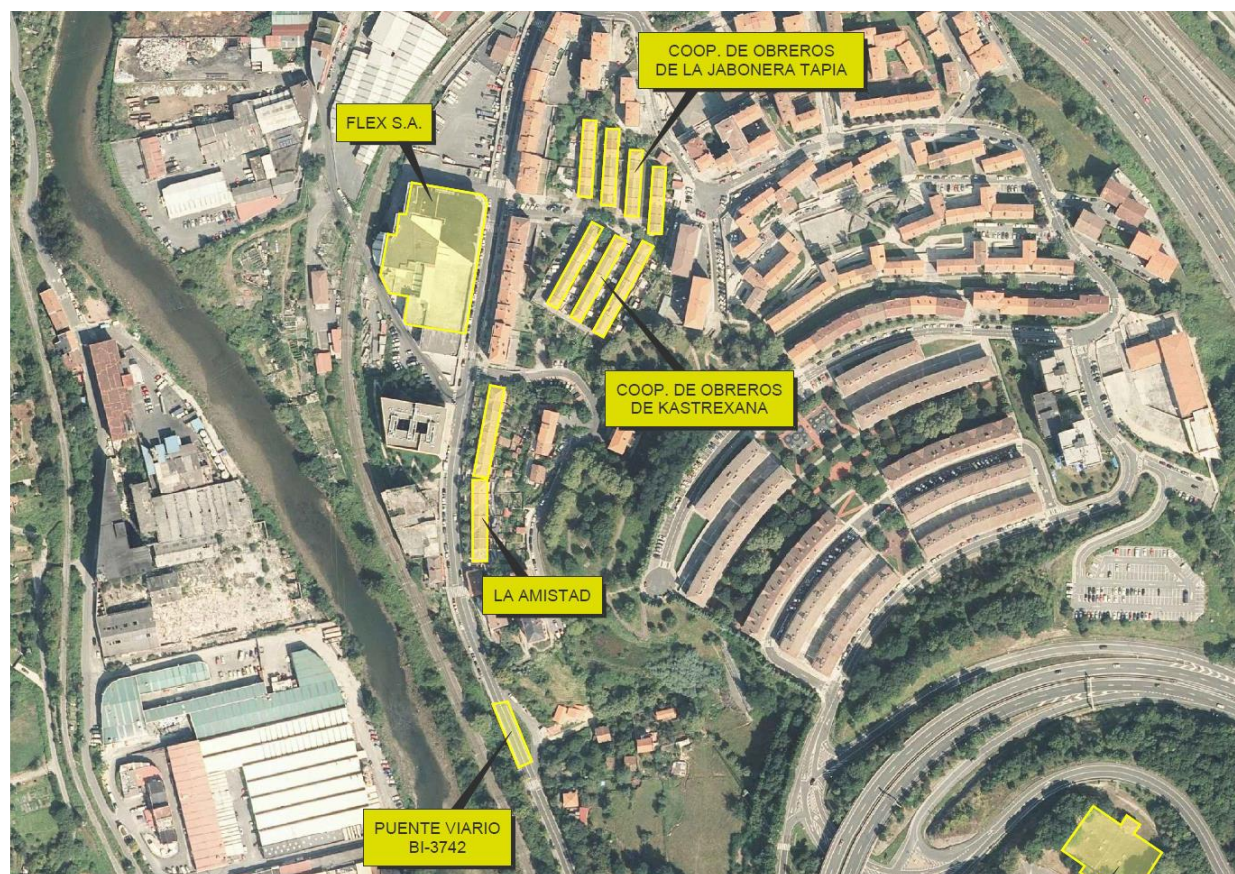 COOP. DE OBREROS
DE LA JABONERA TAPIA
FLEX S.A.
COOP. DE OBREROS
DE KASTREXANA
LA AMISTAD
PUENTE VIARIO
BI-3742